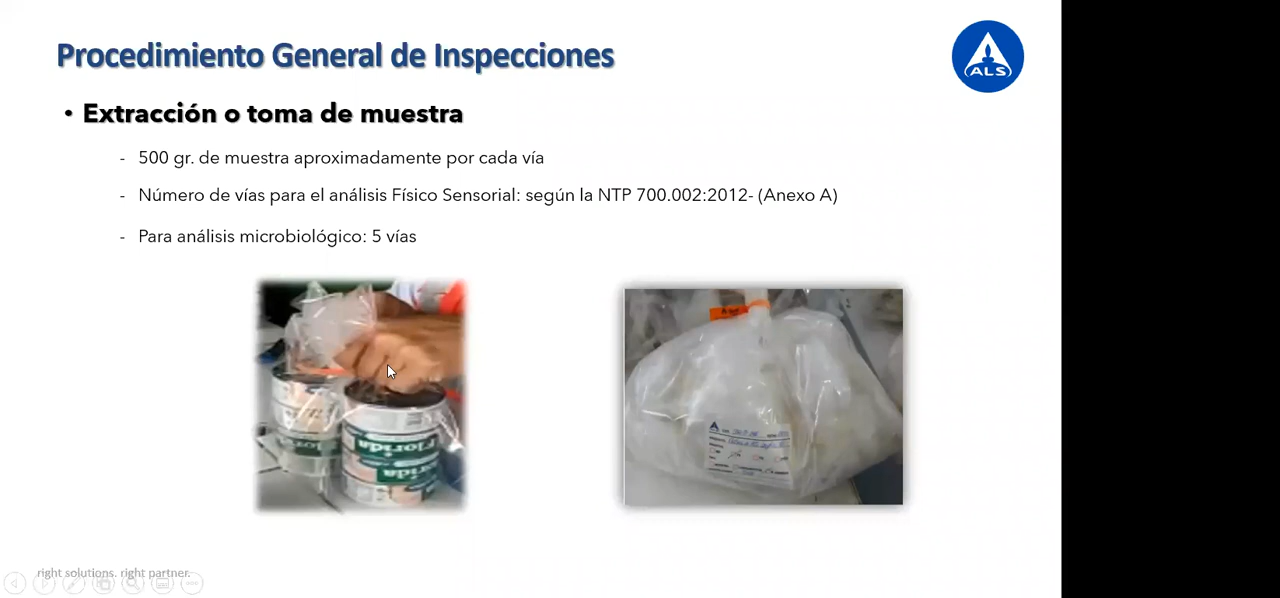 Procedimiento General de Inspecciones
ALS
• Extracción o toma de muestra
- 500 gr. de muestra aproximadamente por cada vía
- Número de vías para el análisis Físico Sensorial: según la NTP 700.002:2012- (Anexo A)
- Para análisis microbiológico: 5 vías
Florida
Florida
right solutions. right partner.